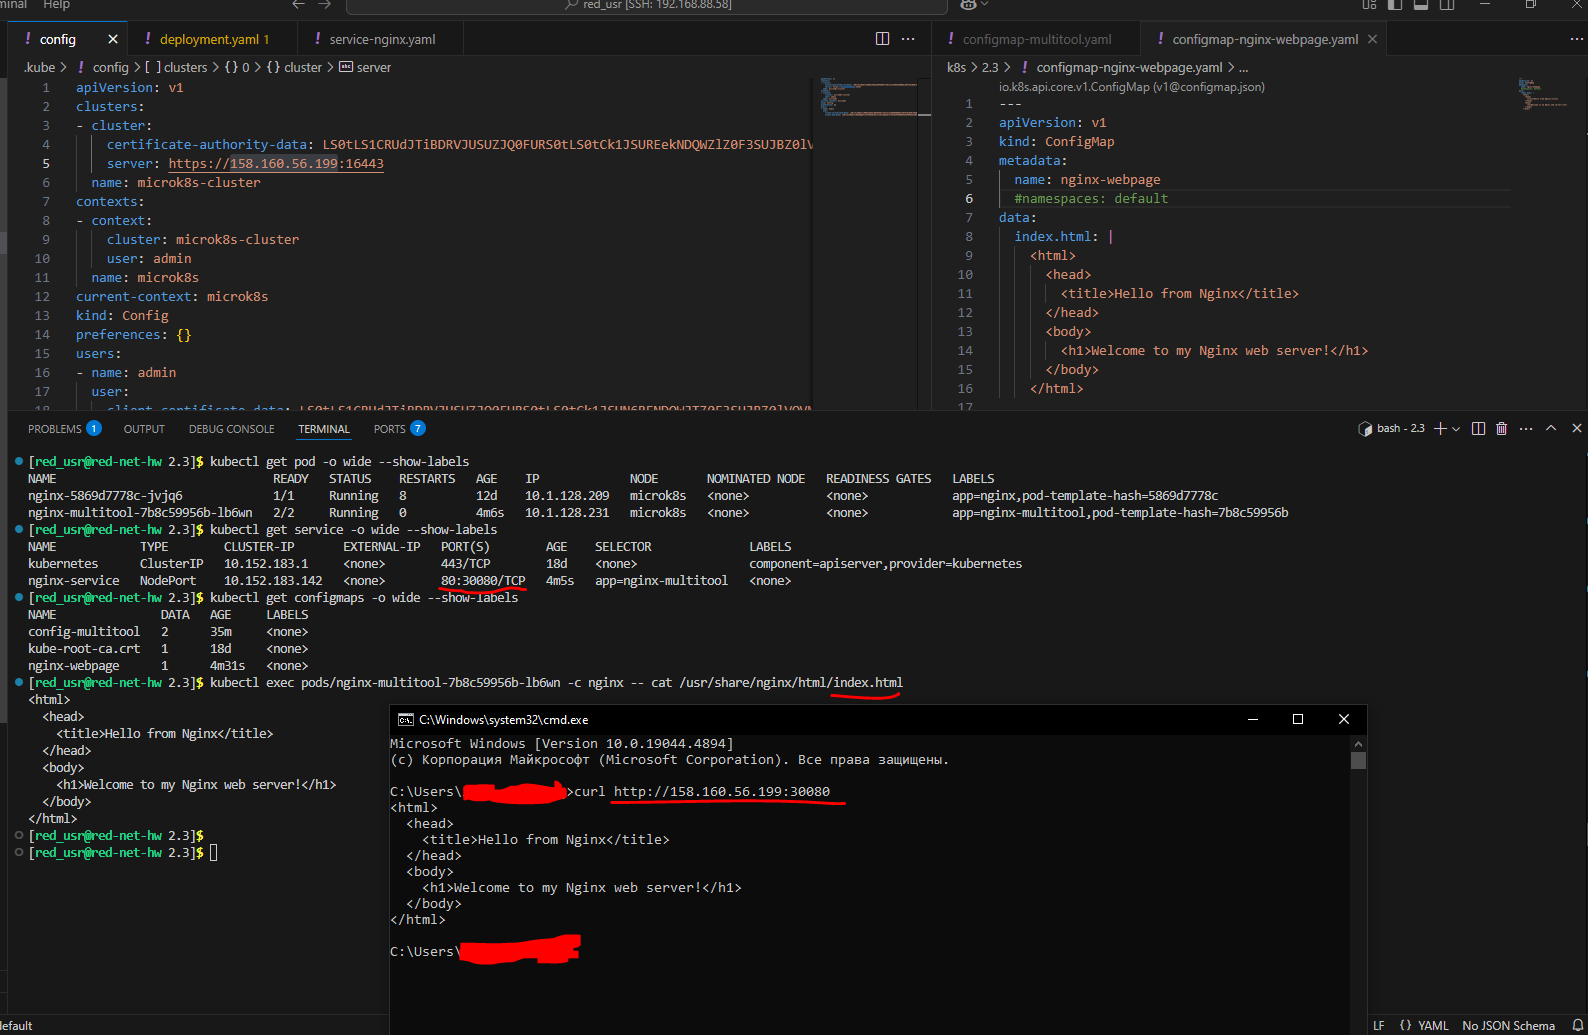 minal Help
red_usr [SSH: 192.168.88.58]
! config ×
! deployment.yaml 1
! service-nginx.yaml
.kube > ! config > [ ] clusters > {} 0 > {} cluster > abc server
1 apiVersion: v1
2 clusters:
3 - cluster:
4 certificate-authority-data:
5 server: https://158.160.56.199:16443
6 name: microk8s-cluster
7 contexts:
8 - context:
9 cluster: microk8s-cluster
10 user: admin
11 name: microk8s
12 current-context: microk8s
13 kind: Config
14 preferences: {}
15 users:
16 - name: admin
17 user:
18 client-certificate-data:
! configmap-multitool.yaml
! configmap-nginx-webpage.yaml ×
k8s > 2.3 > ! configmap-nginx-webpage.yaml > ...
io.k8s.api.core.v1.ConfigMap (v1@configmap.json)
1 ---
2 apiVersion: v1
3 kind: ConfigMap
4 metadata:
5 name: nginx-webpage
6 #namespaces: default
7 data:
8 index.html: |
9 <html>
10 <head>
11 <title>Hello from Nginx</title>
12 </head>
13 <body>
14 <h1>Welcome to my Nginx web server!</h1>
15 </body>
16 </html>
17
PROBLEMS 1 OUTPUT DEBUG CONSOLE TERMINAL PORTS 7
bash - 2.3
[red_usr@red-net-hw 2.3]$ kubectl get pod -o wide --show-labels
NAME READY STATUS RESTARTS AGE IP NODE NOMINATED NODE READINESS GATES LABELS
nginx-5869d7778c-jvjq6 1/1 Running 8 12d 10.1.128.209 microk8s <none> <none> app=nginx,pod-template-hash=5869d7778c
nginx-multitool-7b8c59956b-lb6wn 2/2 Running 0 4m6s 10.1.128.231 microk8s <none> <none> app=nginx-multitool,pod-template-hash=7b8c59956b
[red_usr@red-net-hw 2.3]$ kubectl get service -o wide --show-labels
NAME TYPE CLUSTER-IP EXTERNAL-IP PORT(S) AGE SELECTOR LABELS
kubernetes ClusterIP 10.152.183.1 <none> 443/TCP 18d <none> component=apiserver,provider=kubernetes
nginx-service NodePort 10.152.183.142 <none> 80:30080/TCP 4m5s app=nginx-multitool <none>
[red_usr@red-net-hw 2.3]$ kubectl get configmaps -o wide --show-labels
NAME DATA AGE LABELS
config-multitool 2 35m <none>
kube-root-ca.crt 1 18d <none>
nginx-webpage 1 4m31s <none>
[red_usr@red-net-hw 2.3]$ kubectl exec pods/nginx-multitool-7b8c59956b-lb6wn -c nginx -- cat /usr/share/nginx/html/index.html
<html>
<head>
<title>Hello from Nginx</title>
</head>
<body>
<h1>Welcome to my Nginx web server!</h1>
</body>
</html>
[red_usr@red-net-hw 2.3]$
[red_usr@red-net-hw 2.3]$
C:\Windows\system32\cmd.exe
Microsoft Windows [Version 10.0.19044.4894]
(c) Корпорация Майкрософт (Microsoft Corporation). Все права защищены.
C:\Users\ >curl http://158.160.56.199:30080
<html>
<head>
<title>Hello from Nginx</title>
</head>
<body>
<h1>Welcome to my Nginx web server!</h1>
</body>
</html>
C:\Users\
default
LF {} YAML No JSON Schema